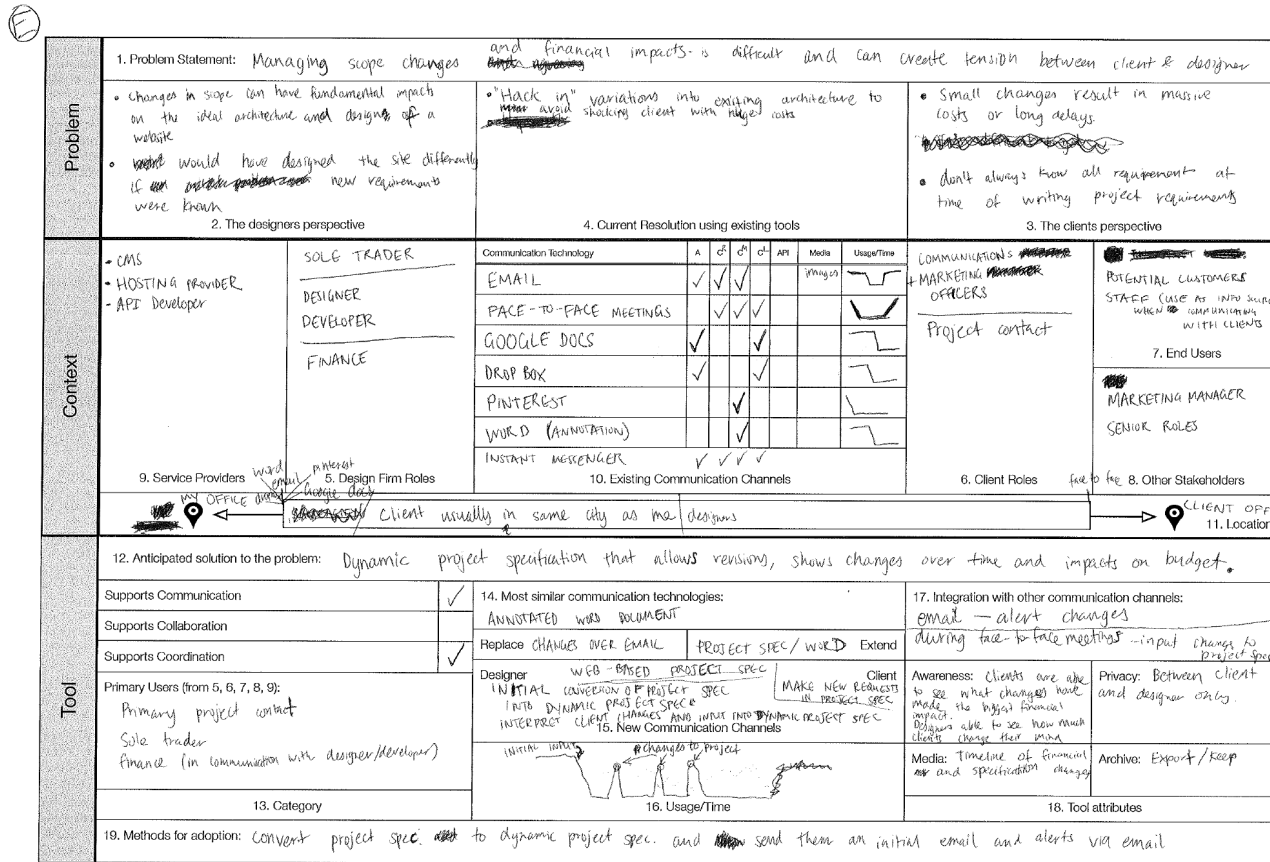 E
Problem
1. Problem Statement: Managing scope changes and financial impacts - is difficult and can create tension between client & designer
• Changes in scope can have fundamental impacts
on the ideal architecture and designs of a
website
• would have designed the site differently
if new requirements
were known
2. The designers perspective
• "Hack in" variations into existing architecture to
avoid shocking client with huge costs
4. Current Resolution using existing tools
• Small changes result in massive
costs or long delays.
• don't always know all requirement at
time of writing project requirements
3. The clients perspective
Context
- CMS
- HOSTING PROVIDER
- API Developer
9. Service Providers
SOLE TRADER
DESIGNER
DEVELOPER
FINANCE
5. Design Firm Roles
Communication Technology A API Media Usage/Time
EMAIL ✓ ✓ ✓ images
FACE-TO-FACE MEETINGS ✓ ✓ ✓
GOOGLE DOCS ✓ ✓
DROP BOX ✓ ✓
PINTEREST ✓
WORD (ANNOTATION) ✓
INSTANT MESSENGER ✓ ✓ ✓ ✓
10. Existing Communication Channels
COMMUNICATIONS
+ MARKETING
OFFICERS
Project contact
6. Client Roles
POTENTIAL CUSTOMERS
STAFF (USE AS INFO
WHEN COMMUNICATING
WITH CLIENTS
7. End Users
MARKETING MANAGER
SENIOR ROLES
8. Other Stakeholders
word
email
pinterest
Google docs
face to face
MY OFFICE
Client usually in same city as me designers
CLIENT OFF
11. Location
Tool
12. Anticipated solution to the problem: Dynamic project specification that allows revisions, shows changes over time and impacts on budget.
Supports Communication ✓
Supports Collaboration
Supports Coordination ✓
Primary Users (from 5, 6, 7, 8, 9):
Primary project contact
Sole trader
finance (in communication with designer/developer)
13. Category
14. Most similar communication technologies:
ANNOTATED WORD DOCUMENT
Replace CHANGES OVER EMAIL PROJECT SPEC/WORD Extend
Designer WEB-BASED PROJECT SPEC Client
INITIAL CONVERSION OF PROJECT SPEC
INTO DYNAMIC PROJECT SPEC
INTERPRET CLIENT CHANGES AND INPUT INTO DYNAMIC PROJECT SPEC
MAKE NEW REQUESTS
IN PROJECT SPEC
15. New Communication Channels
INITIAL INPUT
changes to project
16. Usage/Time
17. Integration with other communication channels:
email - alert changes
during face-to-face meetings - input change to
project spec
Awareness: Clients are able
to see what changes have
made the biggest financial
impact.
Designers able to see how much
clients change their mind
Privacy: Between client
and designer only.
Media: Timeline of financial
and specification changes
Archive: Export/Keep
18. Tool attributes
19. Methods for adoption: Convert project spec. to dynamic project spec. and send them an initial email and alerts via email